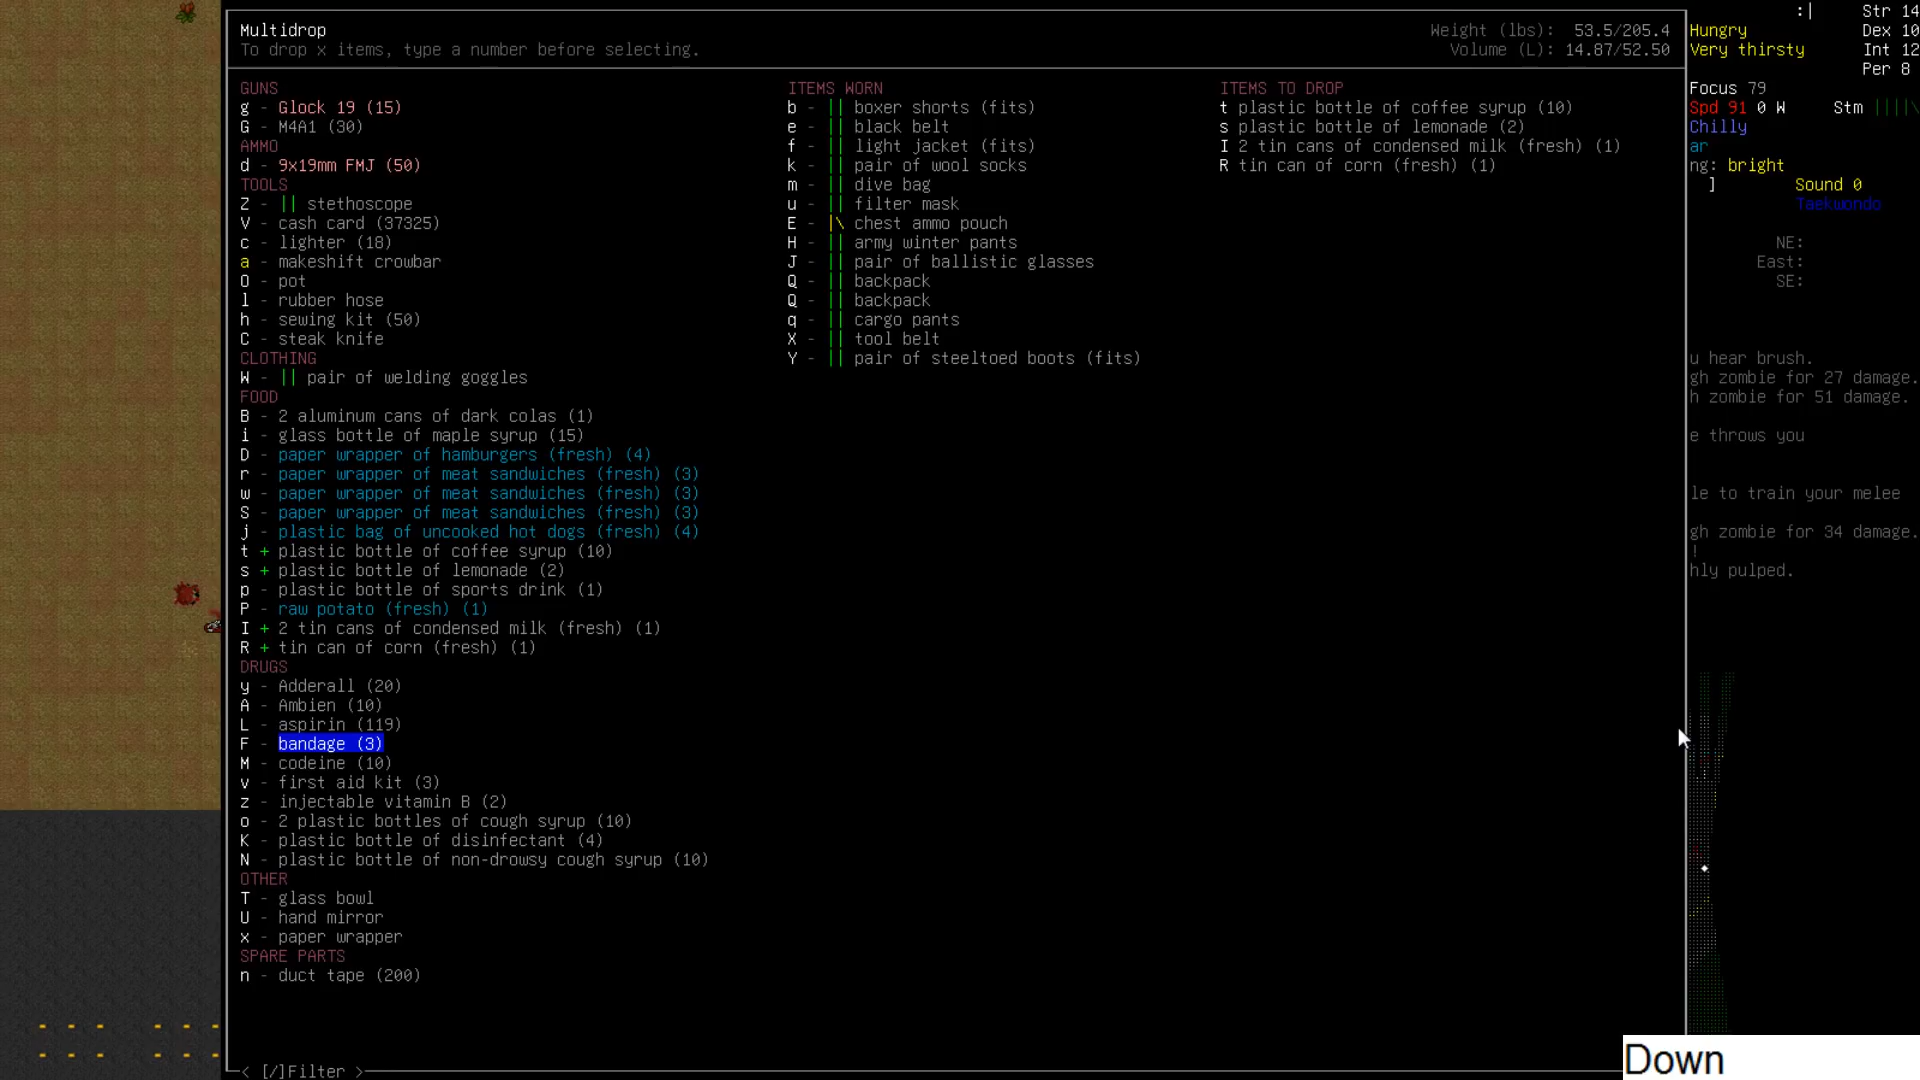 Multidrop
To drop x items, type a number before selecting.
Weight (lbs): 53.5/205.4
Volume (L): 14.87/52.50
GUNS
g - Glock 19 (15)
G - M4A1 (30)
AMMO
d - 9x19mm FMJ (50)
TOOLS
Z - || stethoscope
V - cash card (37325)
c - lighter (18)
a - makeshift crowbar
O - pot
l - rubber hose
h - sewing kit (50)
C - steak knife
CLOTHING
W - || pair of welding goggles
FOOD
B - 2 aluminum cans of dark colas (1)
i - glass bottle of maple syrup (15)
D - paper wrapper of hamburgers (fresh) (4)
r - paper wrapper of meat sandwiches (fresh) (3)
w - paper wrapper of meat sandwiches (fresh) (3)
S - paper wrapper of meat sandwiches (fresh) (3)
j - plastic bag of uncooked hot dogs (fresh) (4)
t + plastic bottle of coffee syrup (10)
s + plastic bottle of lemonade (2)
p - plastic bottle of sports drink (1)
P - raw potato (fresh) (1)
I + 2 tin cans of condensed milk (fresh) (1)
R + tin can of corn (fresh) (1)
DRUGS
y - Adderall (20)
A - Ambien (10)
L - aspirin (119)
F - bandage (3)
M - codeine (10)
v - first aid kit (3)
z - injectable vitamin B (2)
o - 2 plastic bottles of cough syrup (10)
K - plastic bottle of disinfectant (4)
N - plastic bottle of non-drowsy cough syrup (10)
OTHER
T - glass bowl
U - hand mirror
x - paper wrapper
SPARE PARTS
n - duct tape (200)
< [/]Filter >
ITEMS WORN
b - || boxer shorts (fits)
e - || black belt
f - || light jacket (fits)
k - || pair of wool socks
m - || dive bag
u - || filter mask
E - |\ chest ammo pouch
H - || army winter pants
J - || pair of ballistic glasses
Q - || backpack
Q - || backpack
q - || cargo pants
X - || tool belt
Y - || pair of steeltoed boots (fits)
ITEMS TO DROP
t plastic bottle of coffee syrup (10)
s plastic bottle of lemonade (2)
I 2 tin cans of condensed milk (fresh) (1)
R tin can of corn (fresh) (1)
:| Str 14
Hungry Dex 10
Very thirsty Int 12
Per 8
Focus 79
Spd 91 0 W Stm ||||\
Chilly
ar
ng: bright
] Sound 0
Taekwondo
NE:
East:
SE:
u hear brush.
gh zombie for 27 damage.
h zombie for 51 damage.
e throws you
le to train your melee
gh zombie for 34 damage.
!
hly pulped.
Down